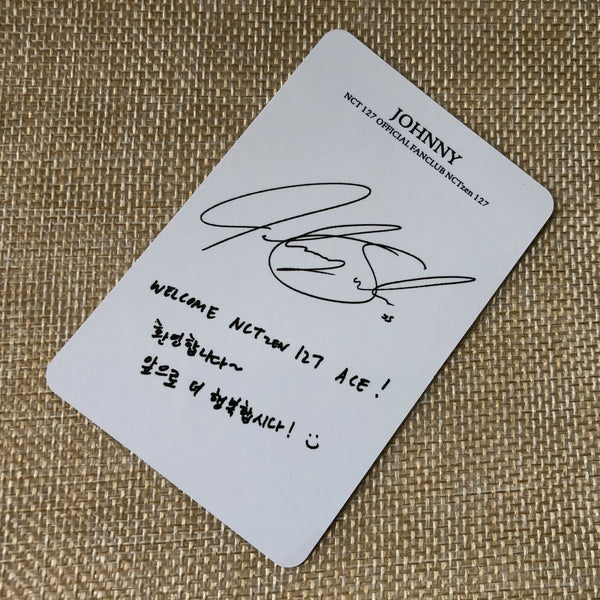 JOHNNY
NCT 127 OFFICIAL FANCLUB NCTzen 127
WELCOME NCTzen 127 ACE!
환영합니다~
앞으로 더 행복합시다! :)